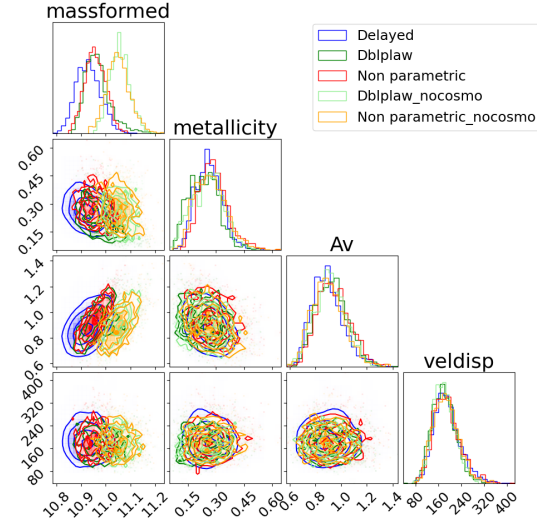 massformed
Delayed
Dblplaw
Non parametric
Dblplaw_nocosmo
Non parametric_nocosmo
metallicity
0.60
0.45
0.30
0.15
Av
1.4
1.2
1.0
0.8
0.6
veldisp
400
320
240
160
80
10.8 10.9 11.0 11.1 11.2
0.15 0.30 0.45 0.60
0.6 0.8 1.0 1.2 1.4
80 160 240 320 400